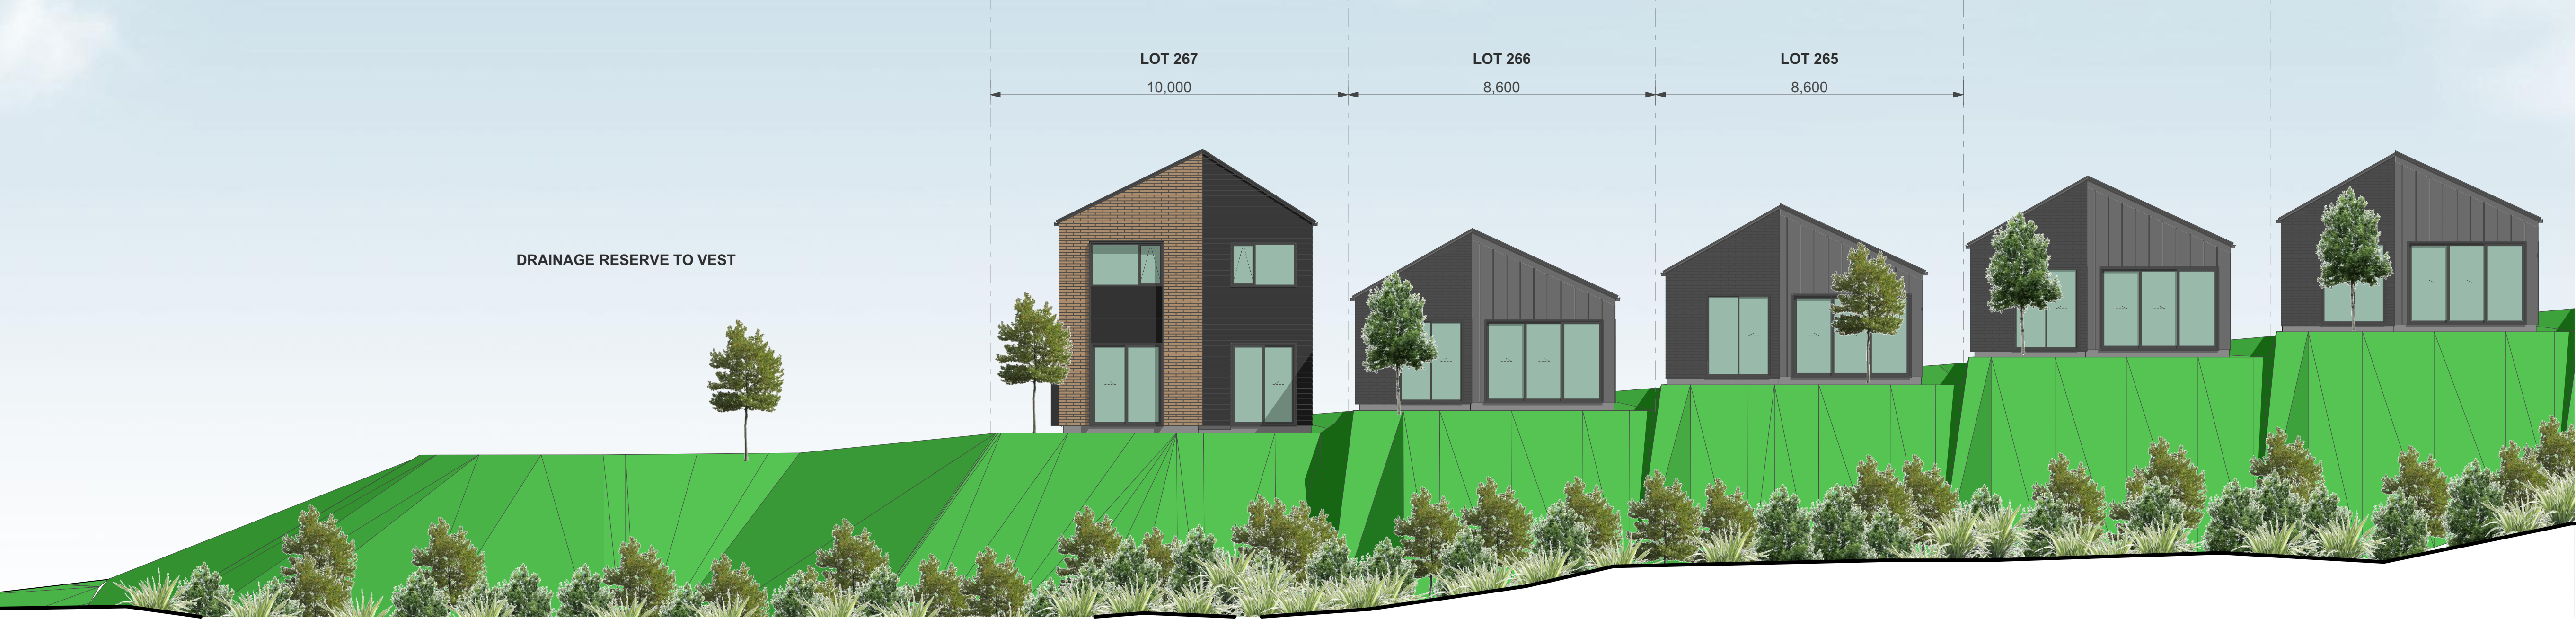 LOT 267
LOT 266
LOT 265
10,000
8,600
8,600
DRAINAGE RESERVE TO VEST